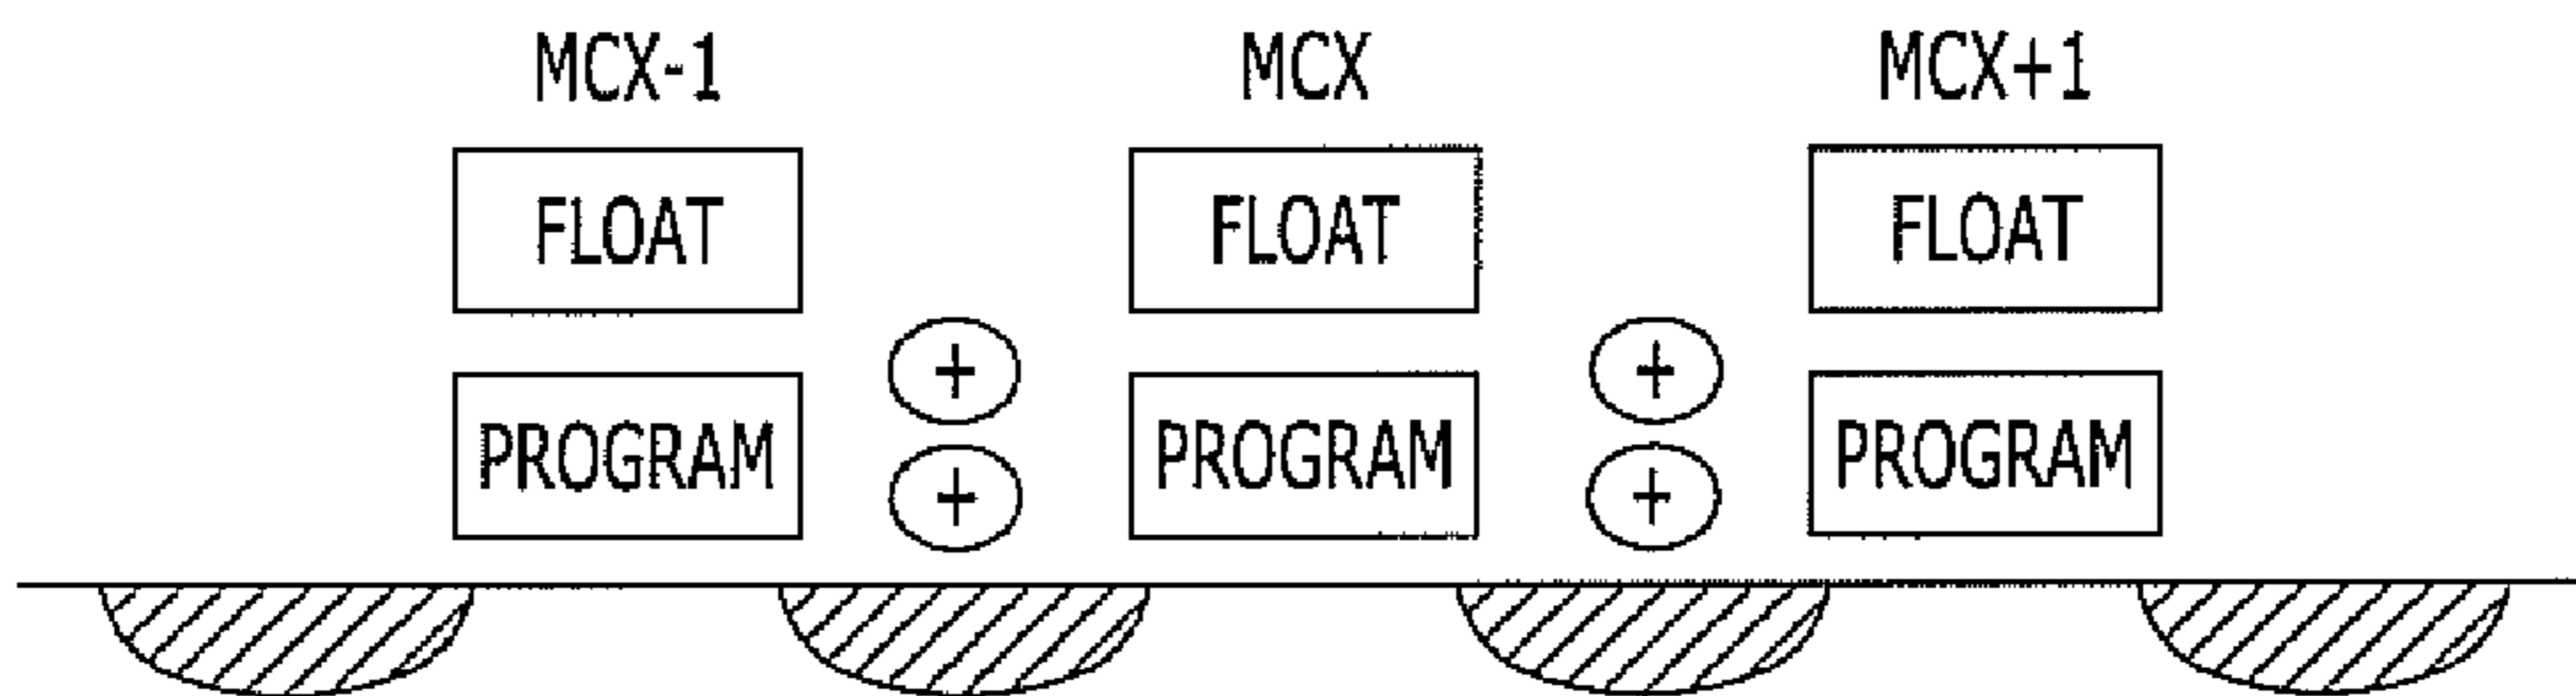 MCX-1 MCX MCX+1
FLOAT FLOAT FLOAT
+ +
PROGRAM PROGRAM PROGRAM
+ +